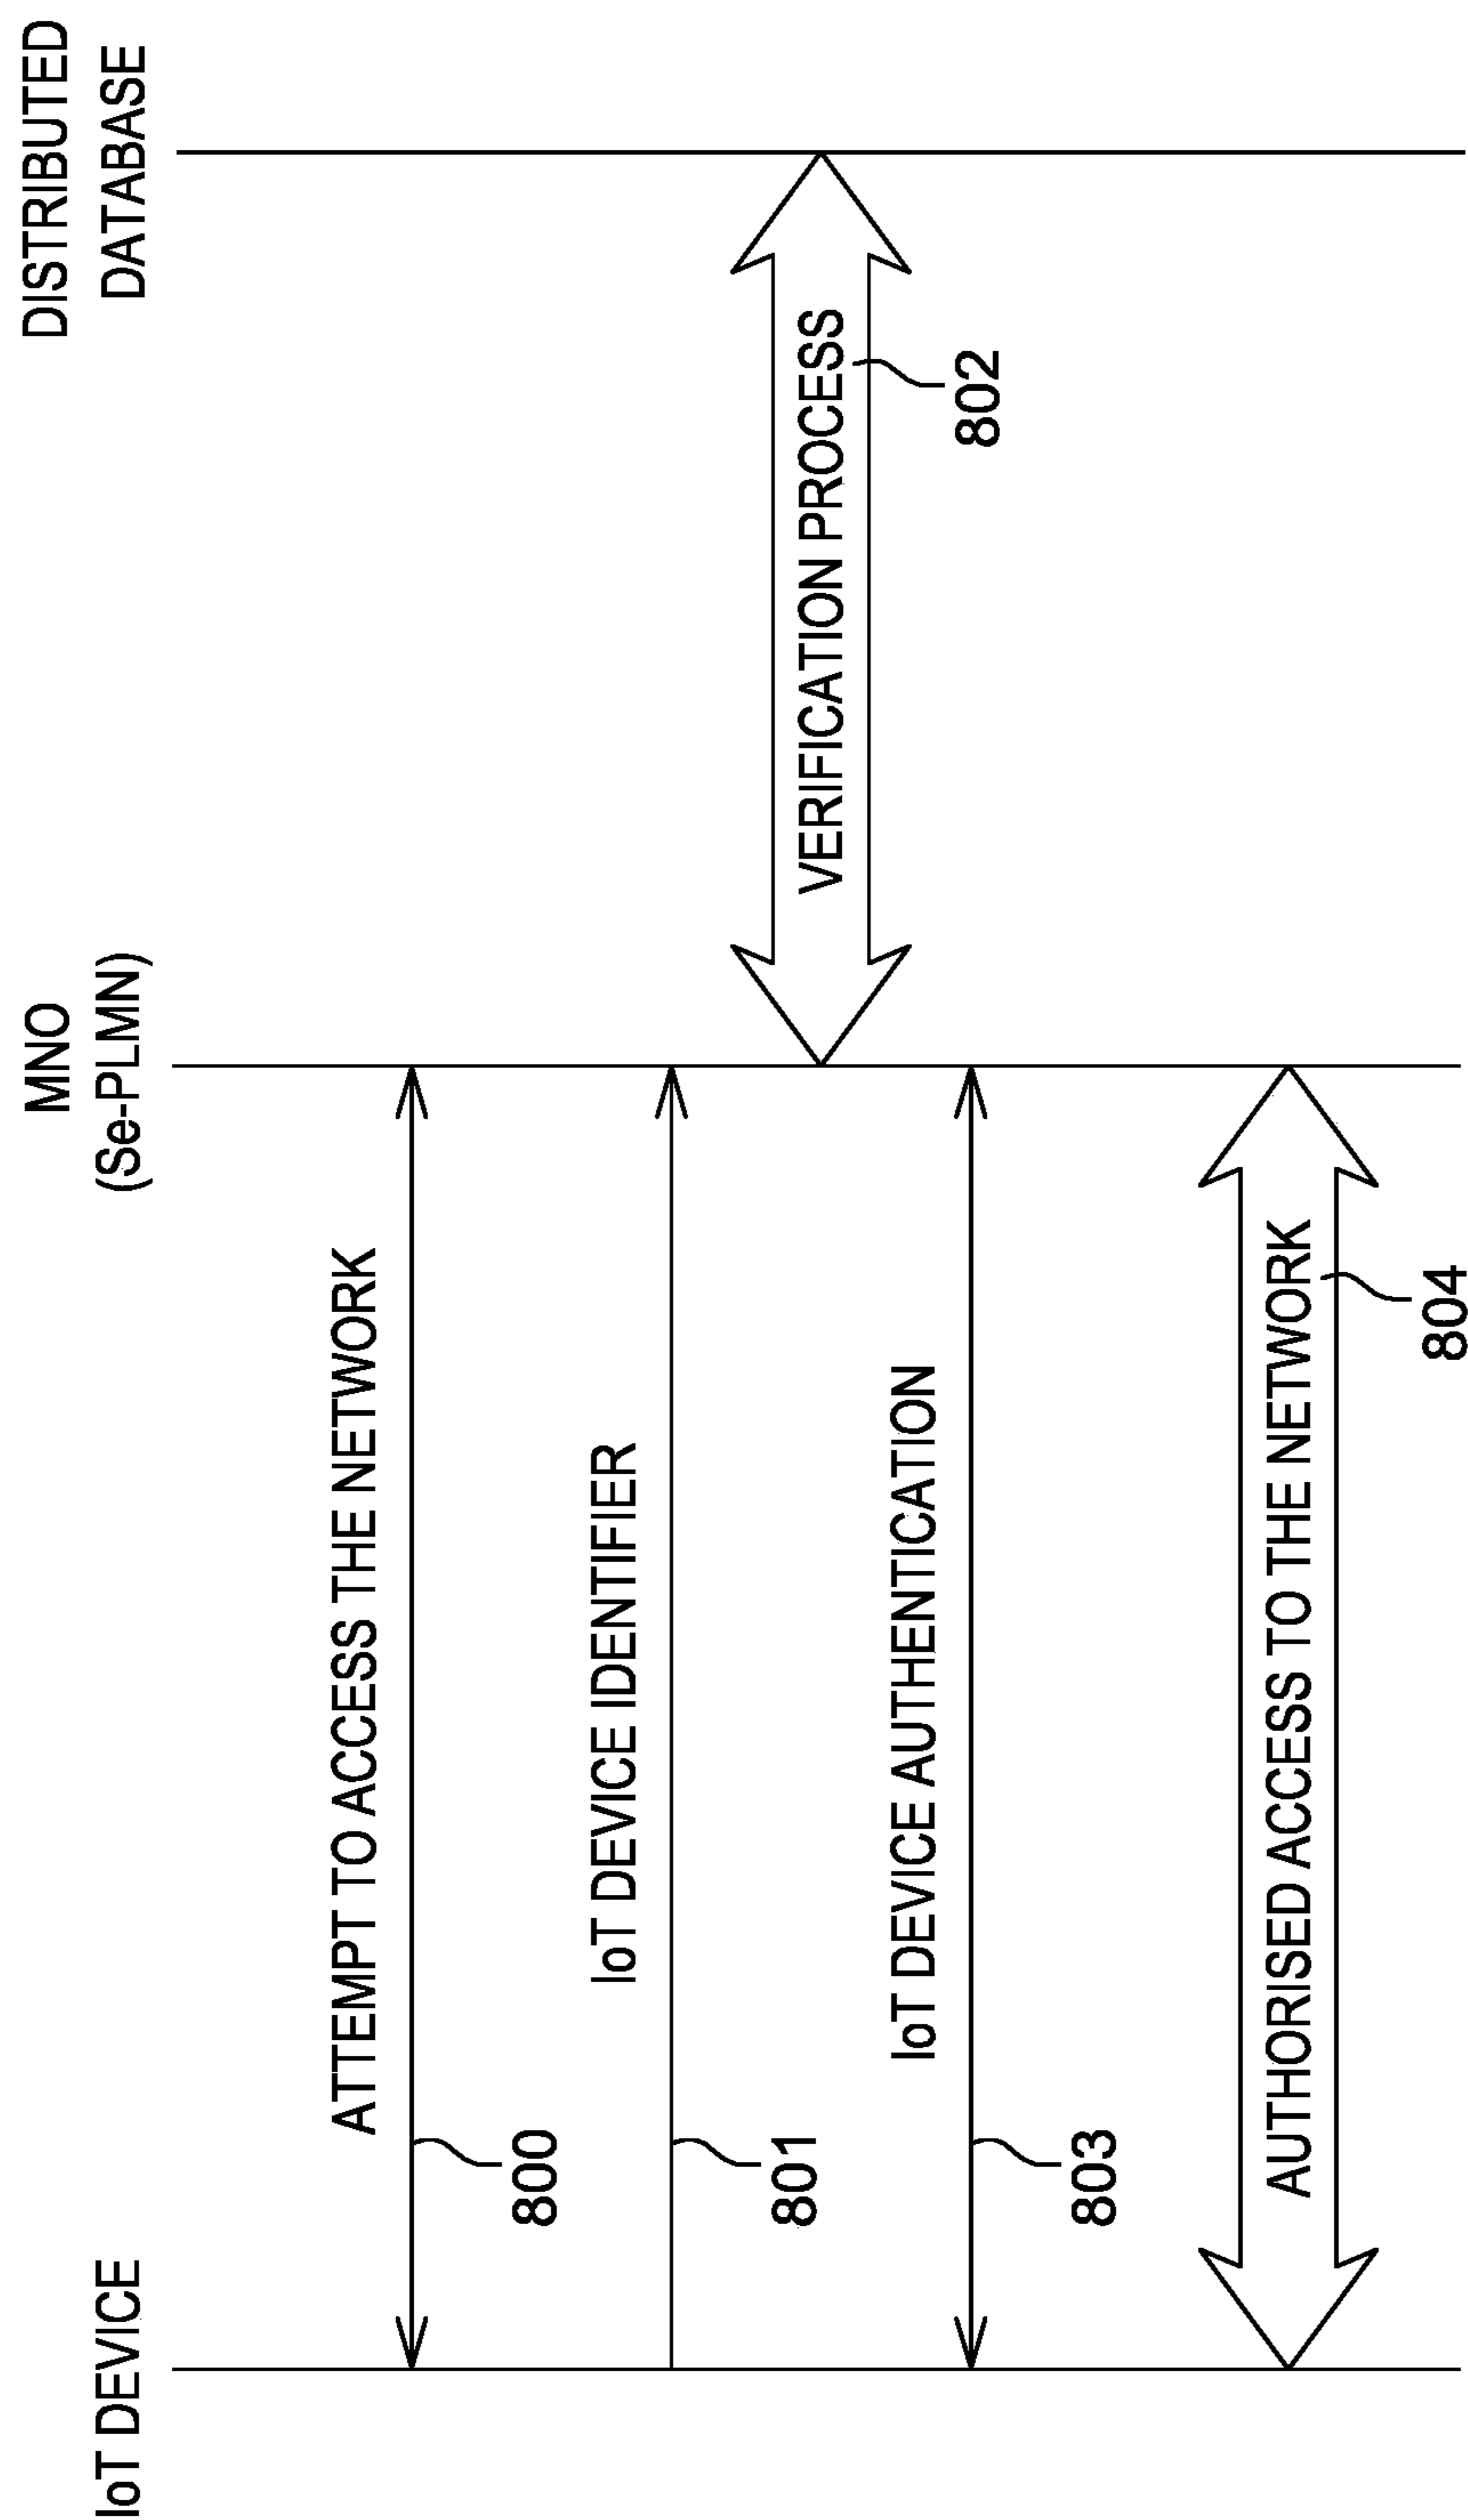 IoT DEVICE
MNO
(Se-PLMN)
DISTRIBUTED
DATABASE
ATTEMPT TO ACCESS THE NETWORK
800
IoT DEVICE IDENTIFIER
801
VERIFICATION PROCESS
802
IoT DEVICE AUTHENTICATION
803
AUTHORISED ACCESS TO THE NETWORK
804